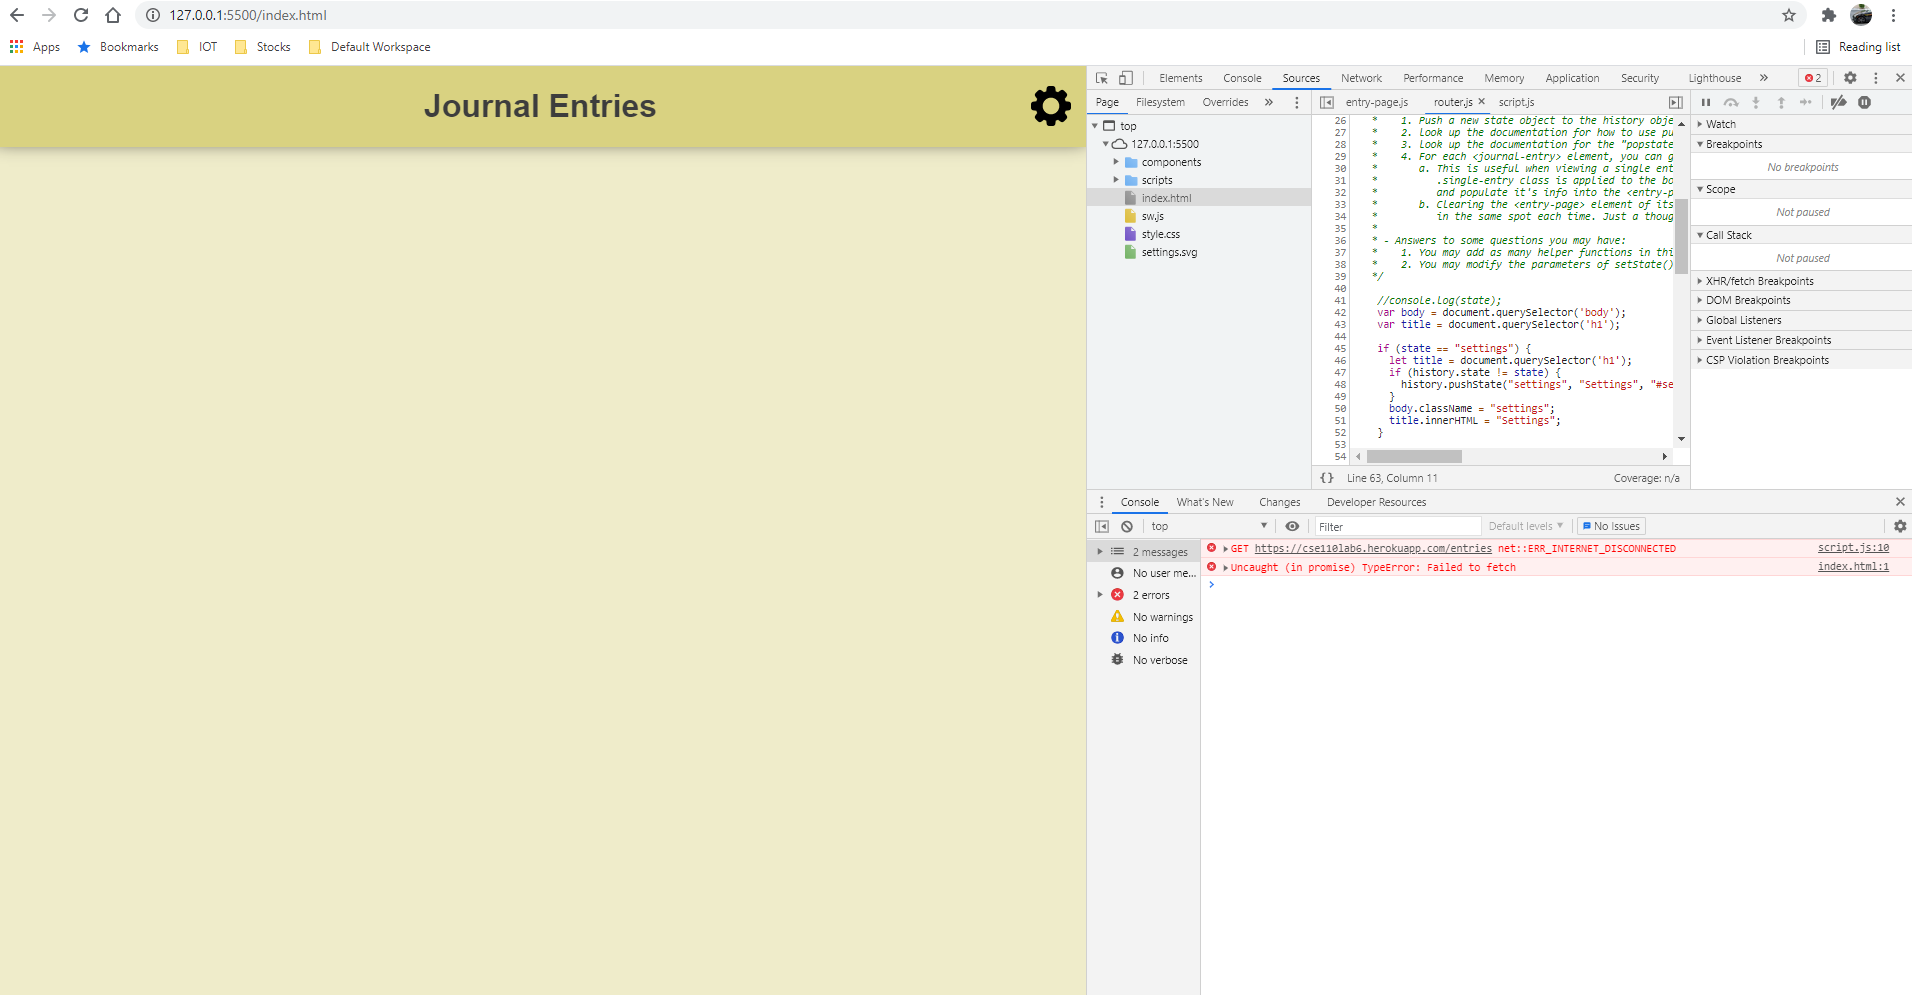 127.0.0.1:5500/index.html
Apps Bookmarks IOT Stocks Default Workspace Reading list
Journal Entries
Elements Console Sources Network Performance Memory Application Security Lighthouse » 2
Page Filesystem Overrides »
entry-page.js router.js script.js
top
127.0.0.1:5500
components
scripts
index.html
sw.js
style.css
settings.svg
26 * 1. Push a new state object to the history obje
27 * 2. Look up the documentation for how to use pu
28 * 3. Look up the documentation for the "popstate
29 * 4. For each <journal-entry> element, you can g
30 * a. This is useful when viewing a single ent
31 * .single-entry class is applied to the bo
32 * and populate it's info into the <entry-p
33 * b. Clearing the <entry-page> element of its
34 * in the same spot each time. Just a thoug
35 *
36 * - Answers to some questions you may have:
37 * 1. You may add as many helper functions in thi
38 * 2. You may modify the parameters of setState()
39 */
40
41 //console.log(state);
42 var body = document.querySelector('body');
43 var title = document.querySelector('h1');
44
45 if (state == "settings") {
46 let title = document.querySelector('h1');
47 if (history.state != state) {
48 history.pushState("settings", "Settings", "#se
49 }
50 body.className = "settings";
51 title.innerHTML = "Settings";
52 }
53
54
{} Line 63, Column 11 Coverage: n/a
Watch
Breakpoints
No breakpoints
Scope
Not paused
Call Stack
Not paused
XHR/fetch Breakpoints
DOM Breakpoints
Global Listeners
Event Listener Breakpoints
CSP Violation Breakpoints
Console What's New Changes Developer Resources
top Filter Default levels No Issues
2 messages
No user me...
2 errors
No warnings
No info
No verbose
GET https://cse110lab6.herokuapp.com/entries net::ERR_INTERNET_DISCONNECTED script.js:10
Uncaught (in promise) TypeError: Failed to fetch index.html:1